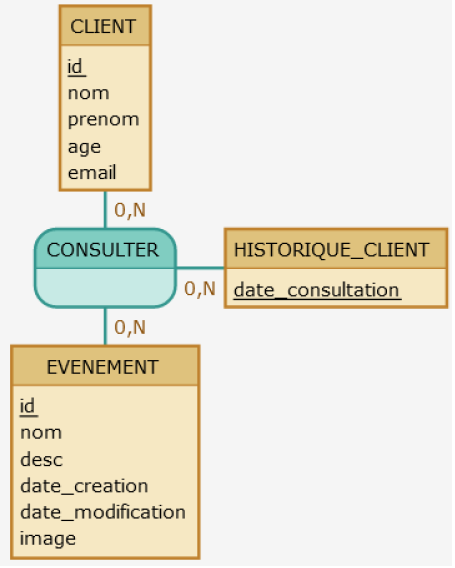 CLIENT
id
nom
prenom
age
email
0,N
CONSULTER
HISTORIQUE_CLIENT
0,N
date_consultation
0,N
EVENEMENT
id
nom
desc
date_creation
date_modification
image